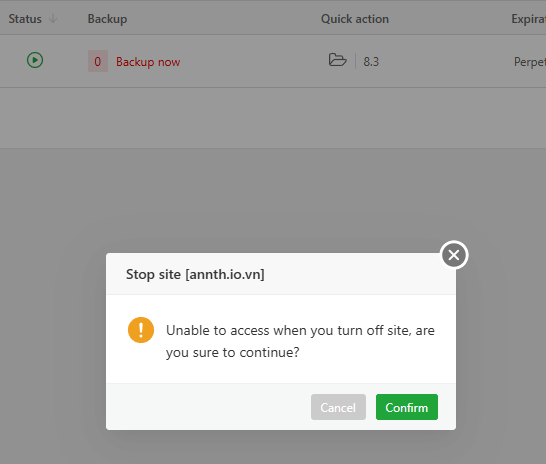 Status Backup Quick action Expirat
0 Backup now 8.3 Perpet
Stop site [annth.io.vn]
Unable to access when you turn off site, are
you sure to continue?
Cancel Confirm